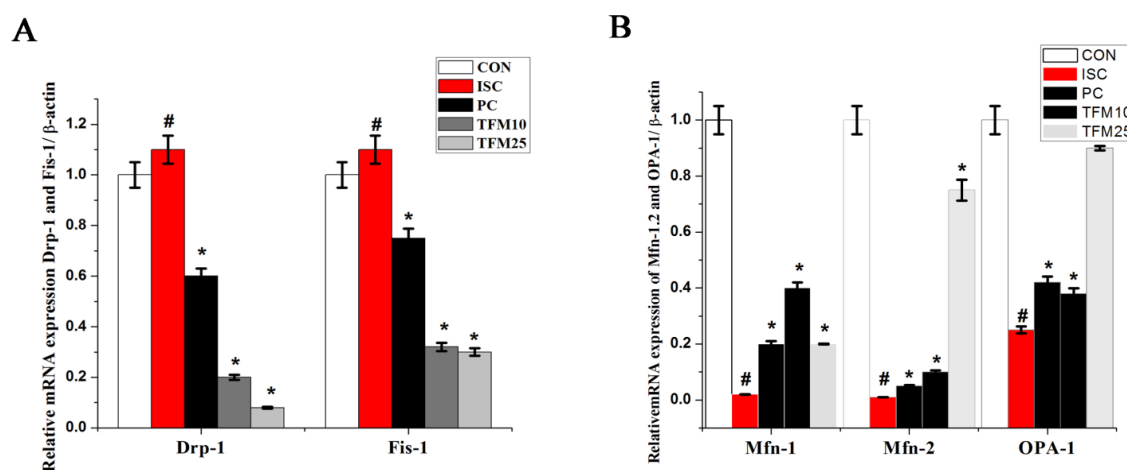 A
Relative mRNA expression Drp-1 and Fis-1/ β-actin
CON
ISC
PC
TFM10
TFM25
1.2
1.0
0.8
0.6
0.4
0.2
0.0
#
*
*
*
#
*
*
*
Drp-1
Fis-1
B
RelativemRNA expression of Mfn-1.2 and OPA-1/ β-actin
CON
ISC
PC
TFM10
TFM25
1.0
0.8
0.6
0.4
0.2
0.0
#
*
*
*
#
*
*
*
#
*
*
Mfn-1
Mfn-2
OPA-1